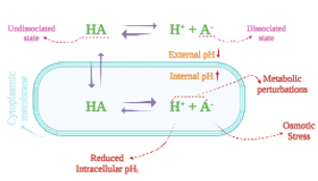 Undissociated
state
HA
H⁺ + A⁻
Dissociated
state
External pH ↓
Internal pH ↑
Cytoplasmic
membrane
HA
H⁺ + A⁻
Metabolic
perturbations
Osmotic
Stress
Reduced
Intracellular pHᵢ